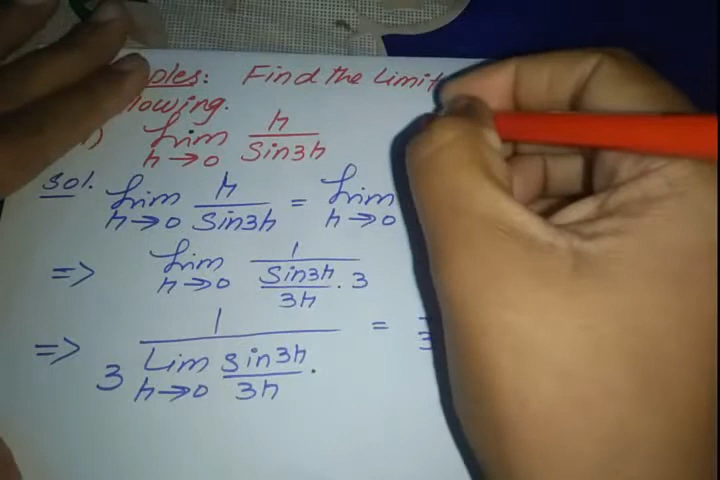 Find the Limit
lowing.
Lim h→0 h/Sin3h
Sol. Lim h→0 h/Sin3h = Lim h→0
=> Lim h→0 1/(Sin3h/3h . 3)
=> 1/(3 Lim h→0 sin3h/3h) . =